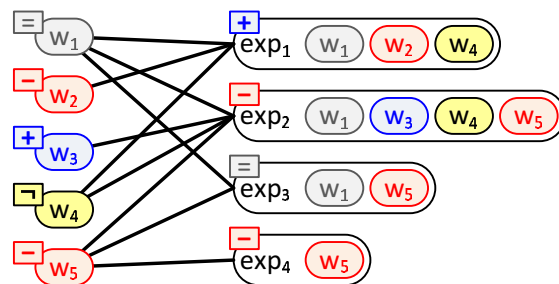 = w₁
− w₂
+ w₃
¬ w₄
− w₅
+ exp₁ w₁ w₂ w₄
− exp₂ w₁ w₃ w₄ w₅
= exp₃ w₁ w₅
− exp₄ w₅